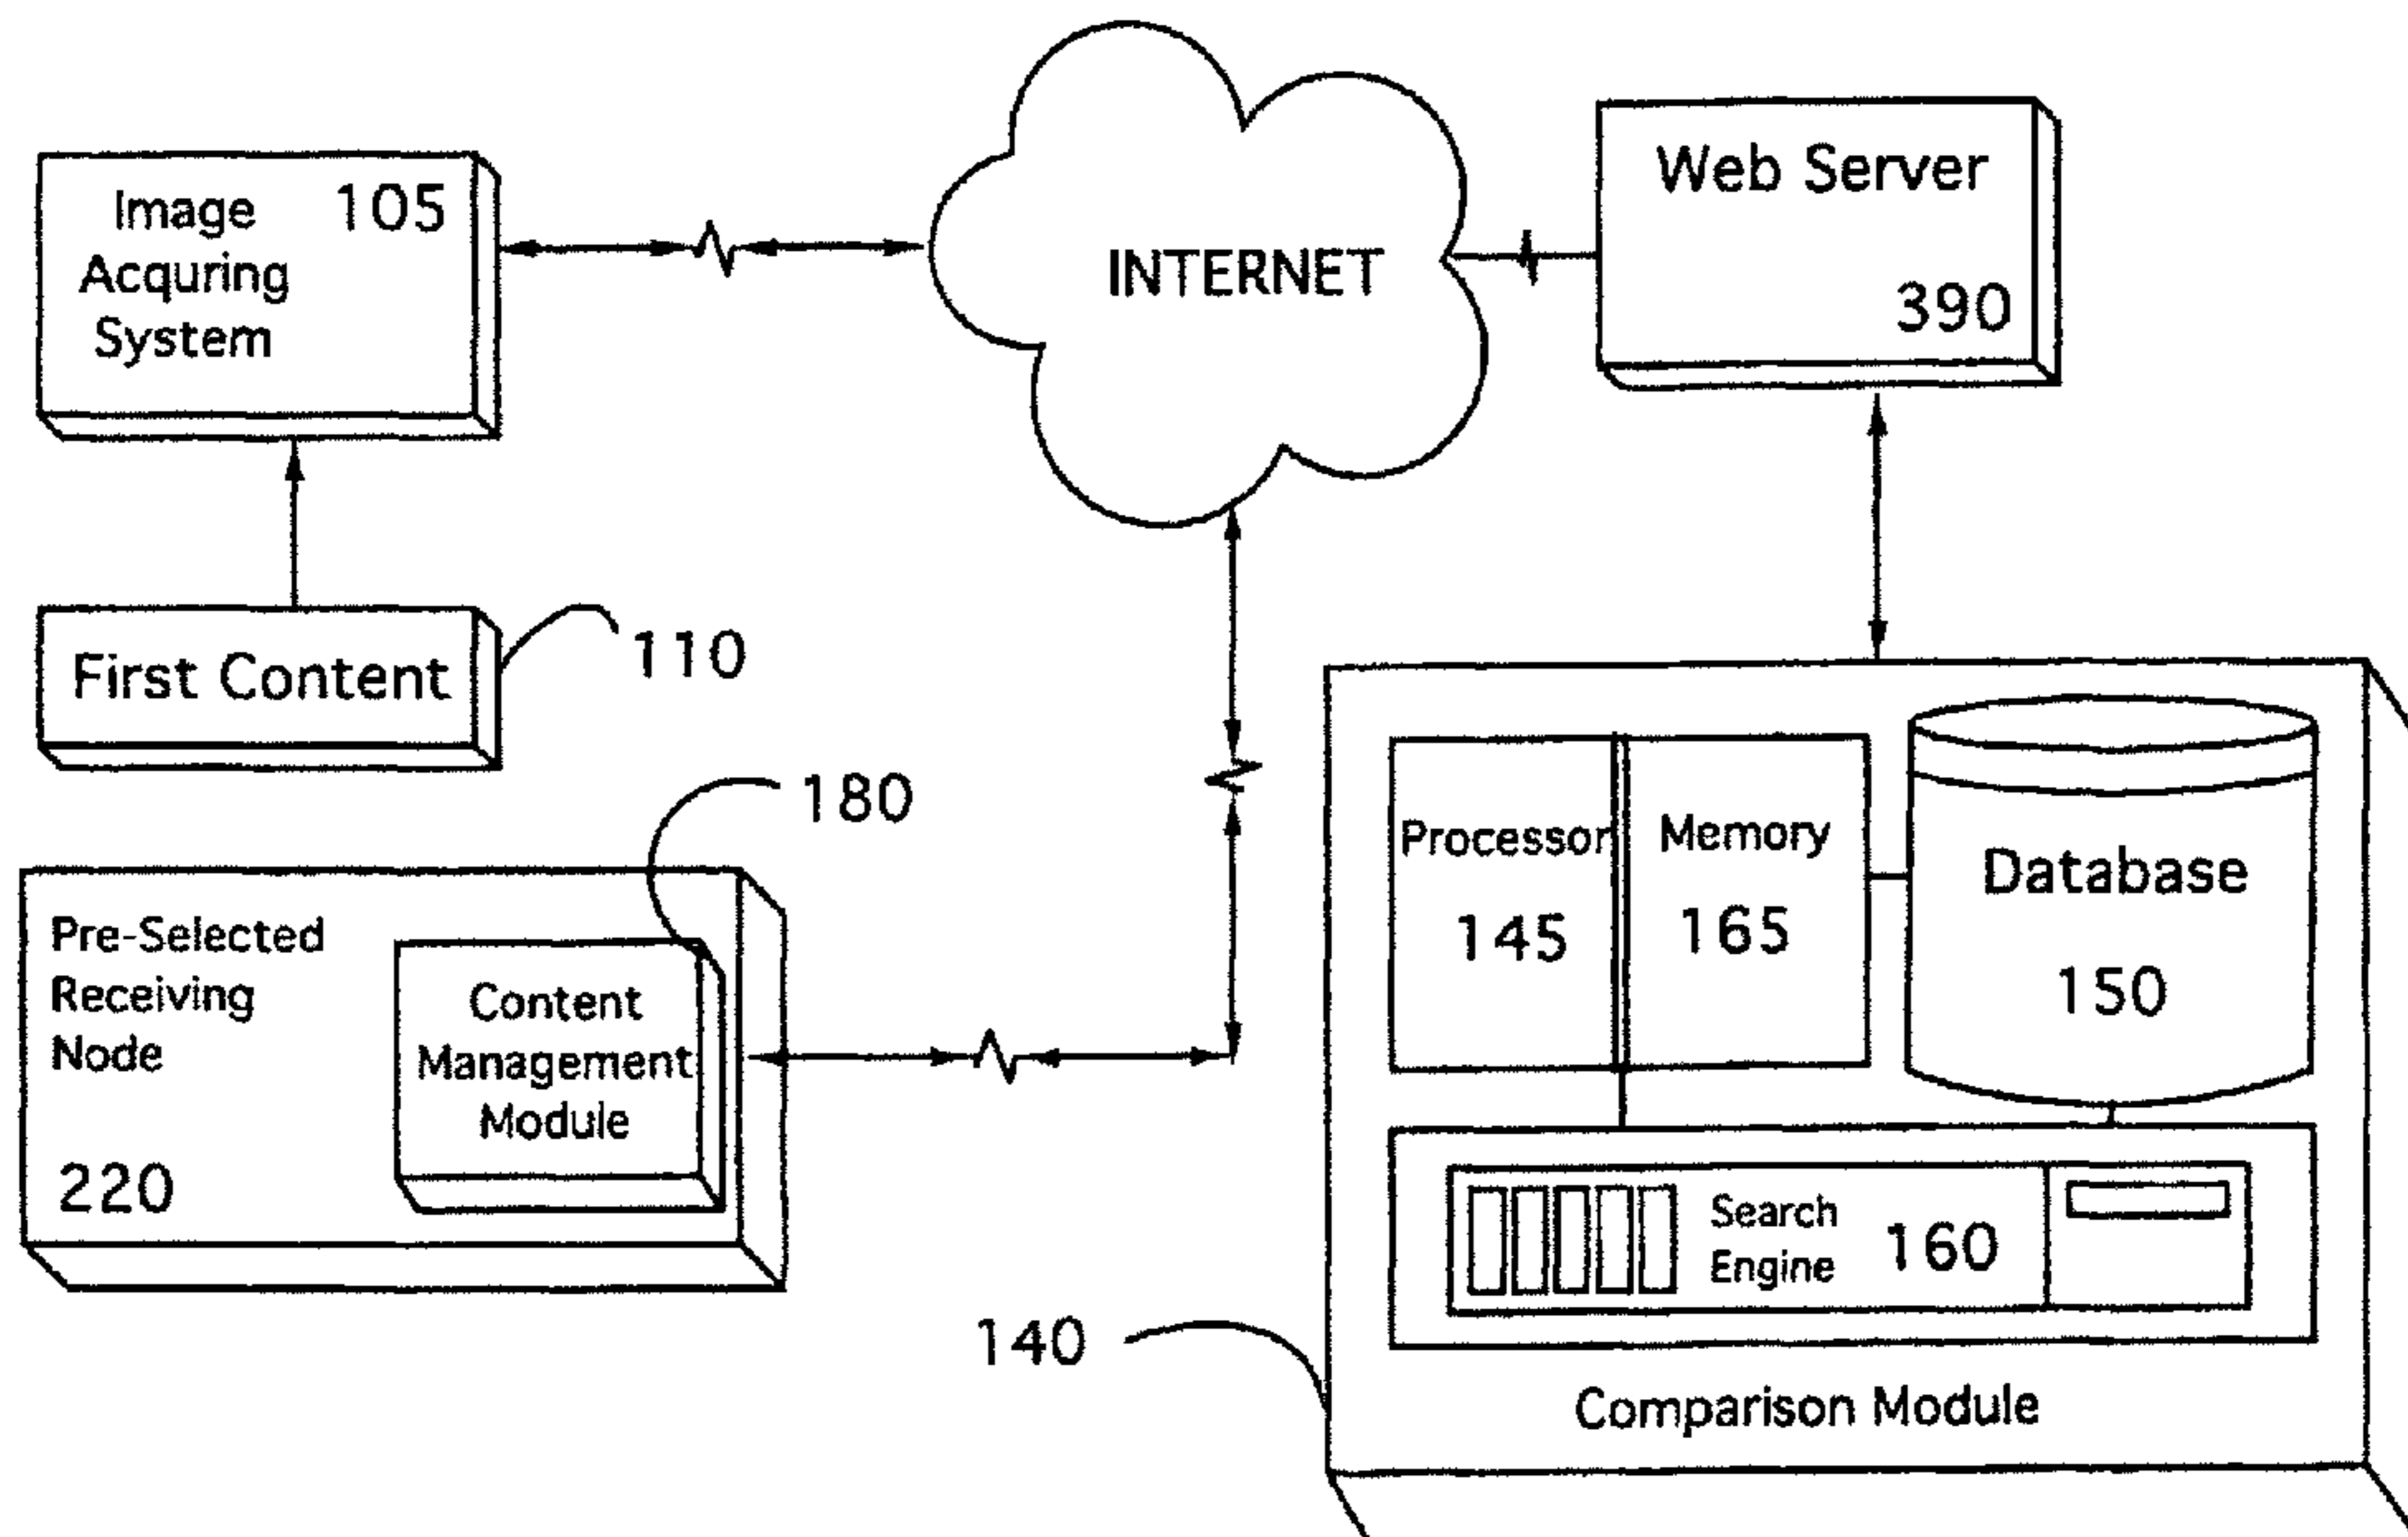 Image
Acquring
System
105
INTERNET
Web Server
390
First Content
110
180
Pre-Selected
Receiving
Node
220
Content
Management
Module
Processor
145
Memory
165
Database
150
Search
Engine
160
140
Comparison Module